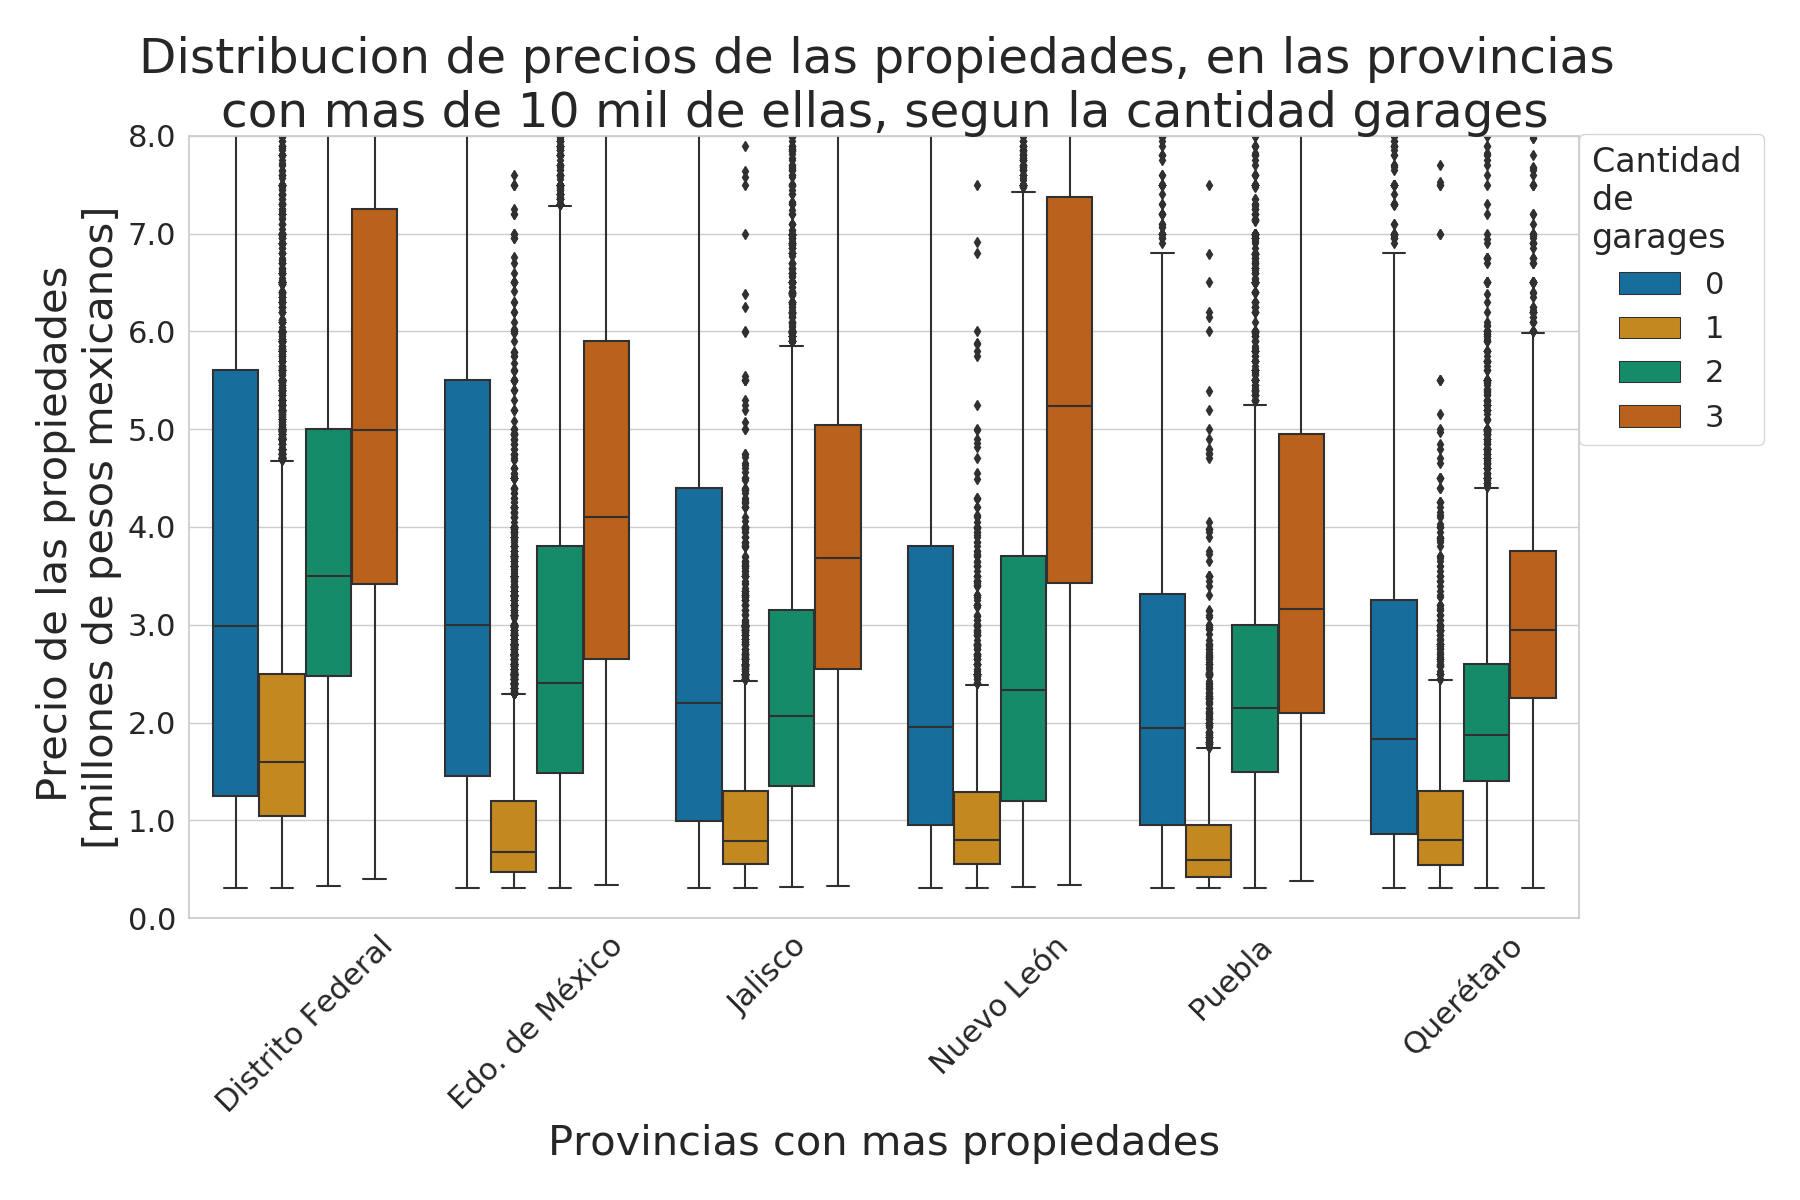 Distribucion de precios de las propiedades, en las provincias
con mas de 10 mil de ellas, segun la cantidad garages
Precio de las propiedades
[millones de pesos mexicanos]
8.0
7.0
6.0
5.0
4.0
3.0
2.0
1.0
0.0
Cantidad
de
garages
0
1
2
3
Distrito Federal
Edo. de México
Jalisco
Nuevo León
Puebla
Querétaro
Provincias con mas propiedades